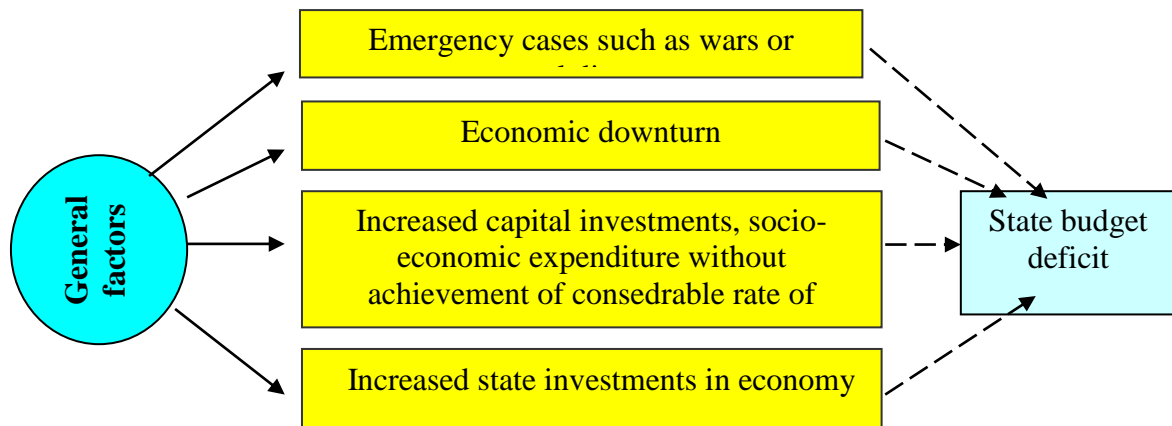 General
factors
Emergency cases such as wars or
Economic downturn
Increased capital investments, socio-
economic expenditure without
achievement of consedrable rate of
Increased state investments in economy
State budget
deficit